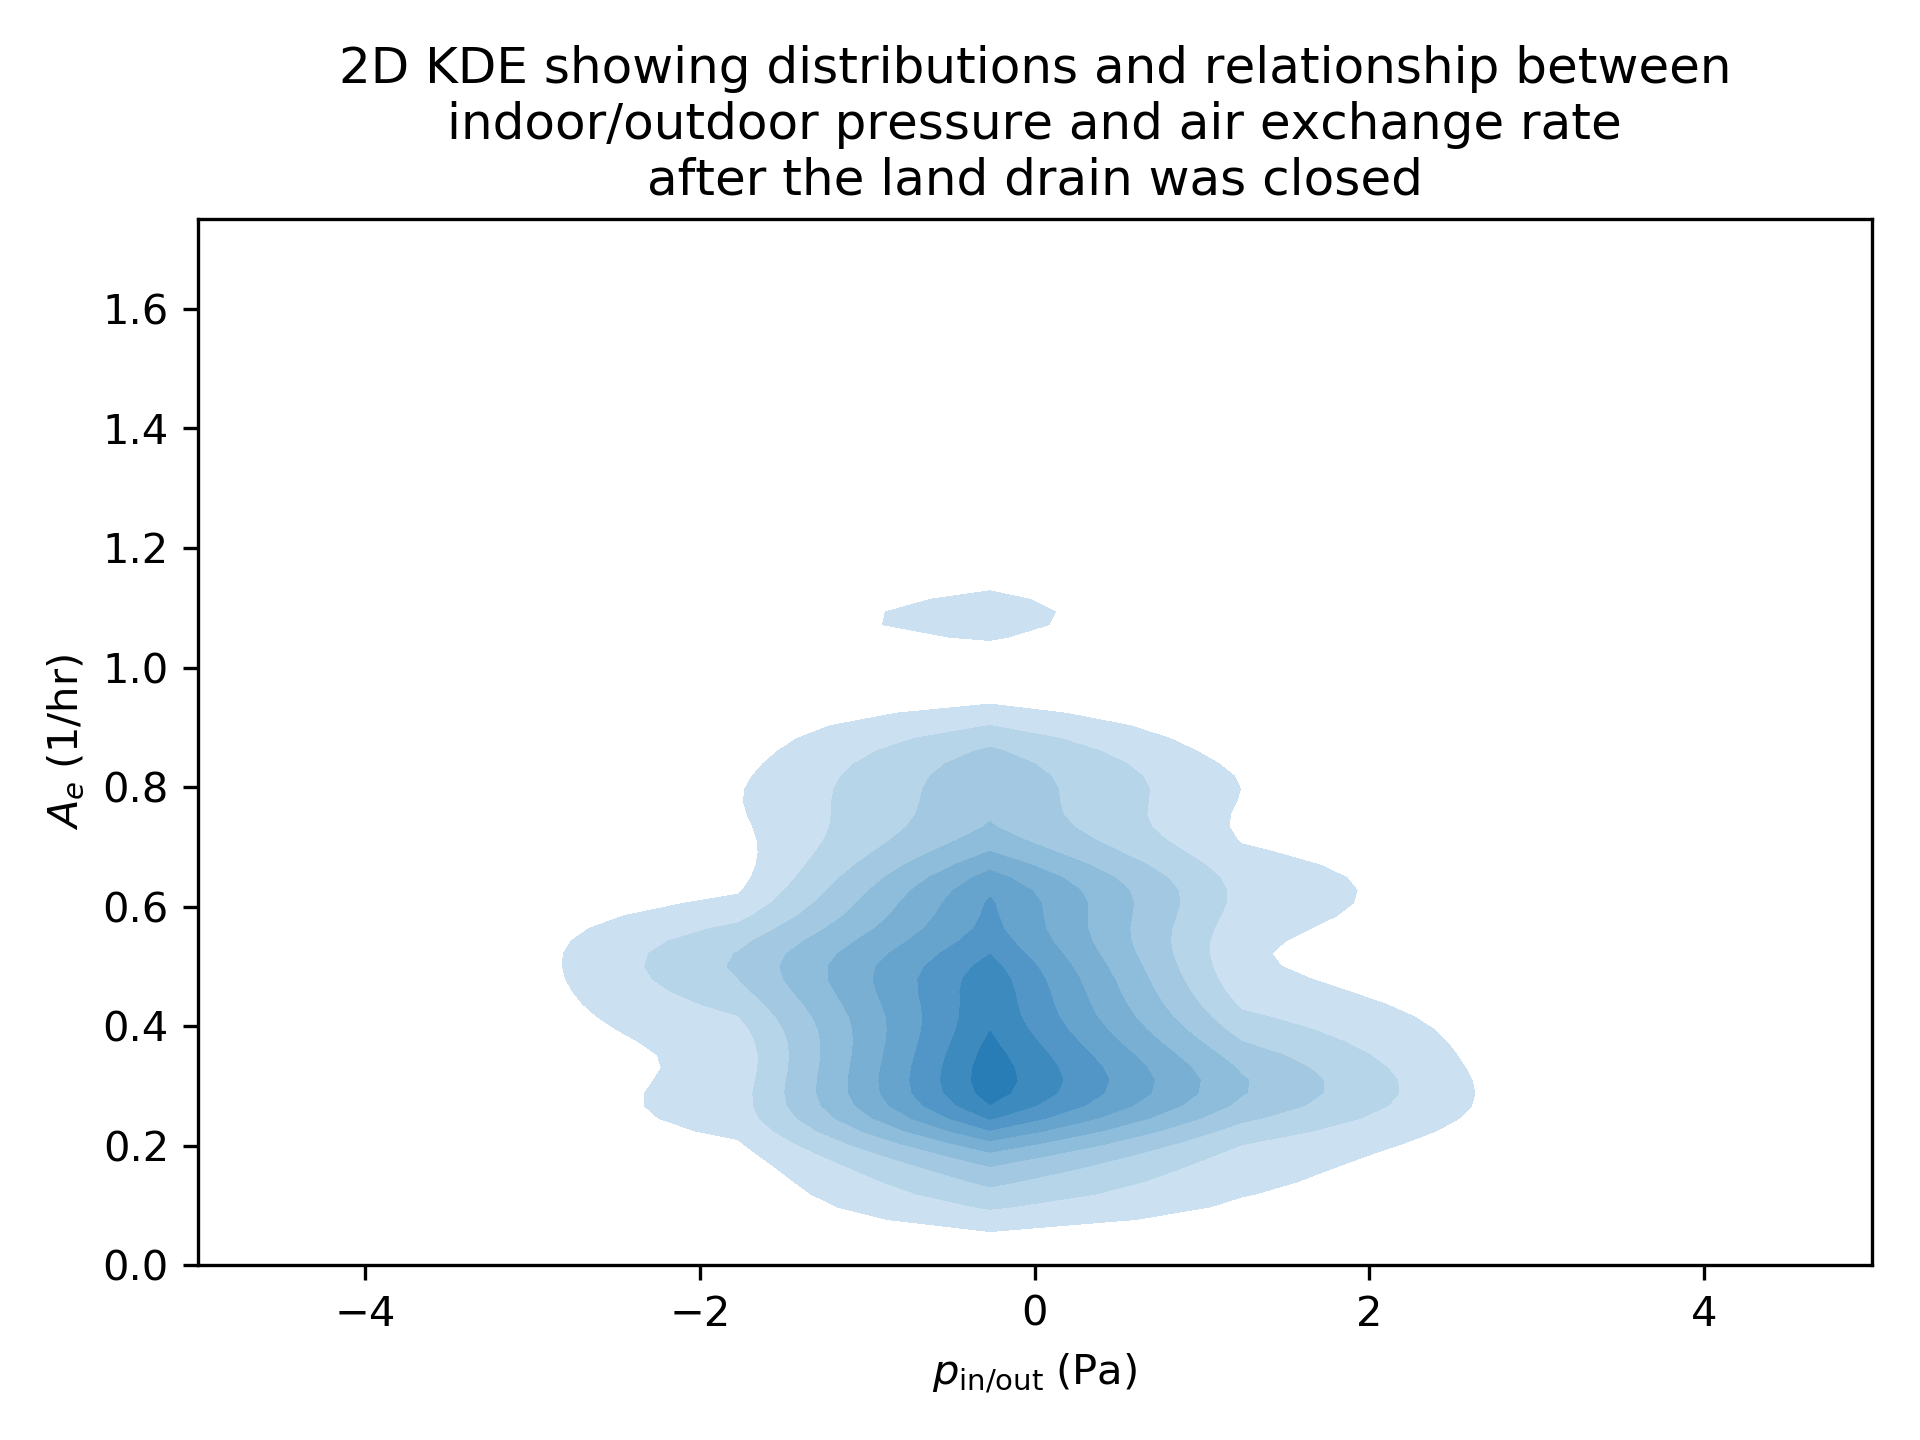 2D KDE showing distributions and relationship between
indoor/outdoor pressure and air exchange rate
after the land drain was closed
1.6
1.4
1.2
1.0
0.8
0.6
0.4
0.2
0.0
A_e (1/hr)
−4 −2 0 2 4
p_in/out (Pa)